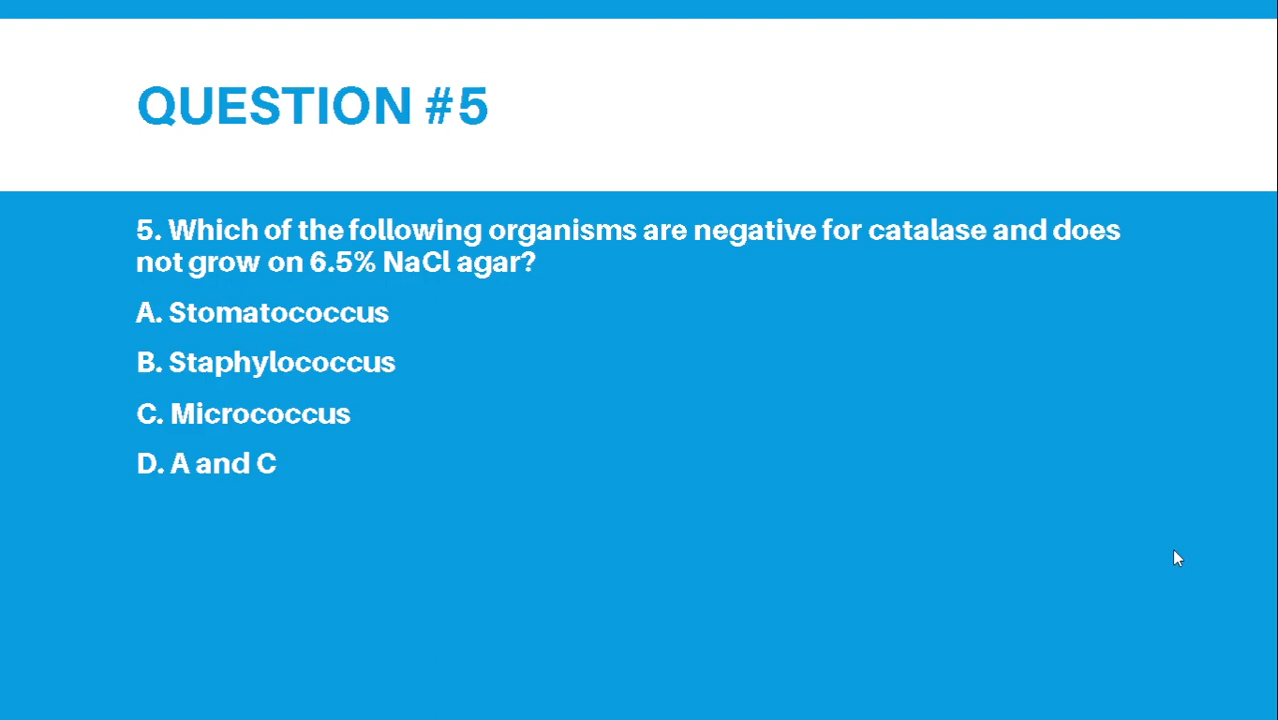 QUESTION #5
5. Which of the following organisms are negative for catalase and does
not grow on 6.5% NaCl agar?
A. Stomatococcus
B. Staphylococcus
C. Micrococcus
D. A and C